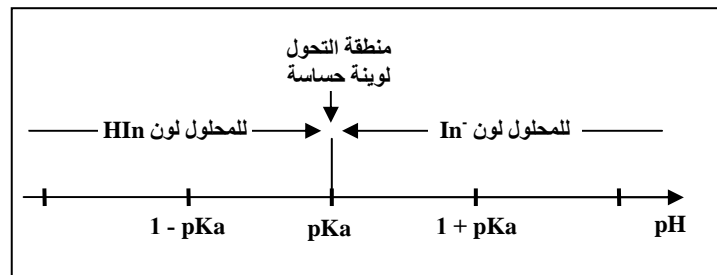 منطقة التحول
لوينة حساسة
للمحلول لون HIn
للمحلول لون In⁻
1 - pKa
pKa
1 + pKa
pH